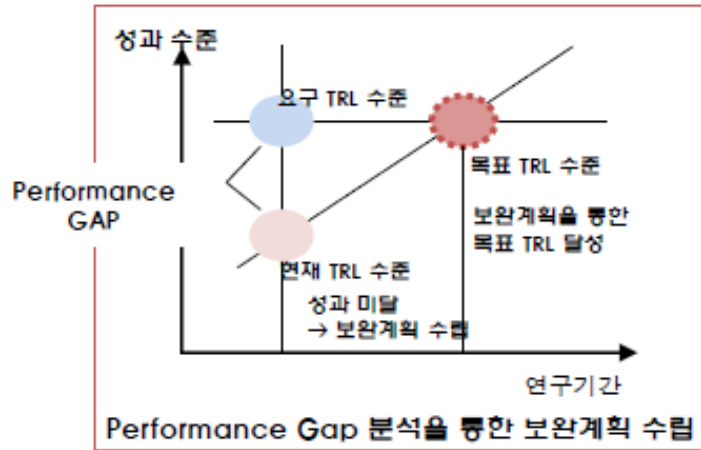 성과 수준
요구 TRL 수준
Performance
GAP
목표 TRL 수준
보완계획을 통한
목표 TRL 달성
현재 TRL 수준
성과 미달
→ 보완계획 수립
연구기간
Performance Gap 분석을 통한 보완계획 수립